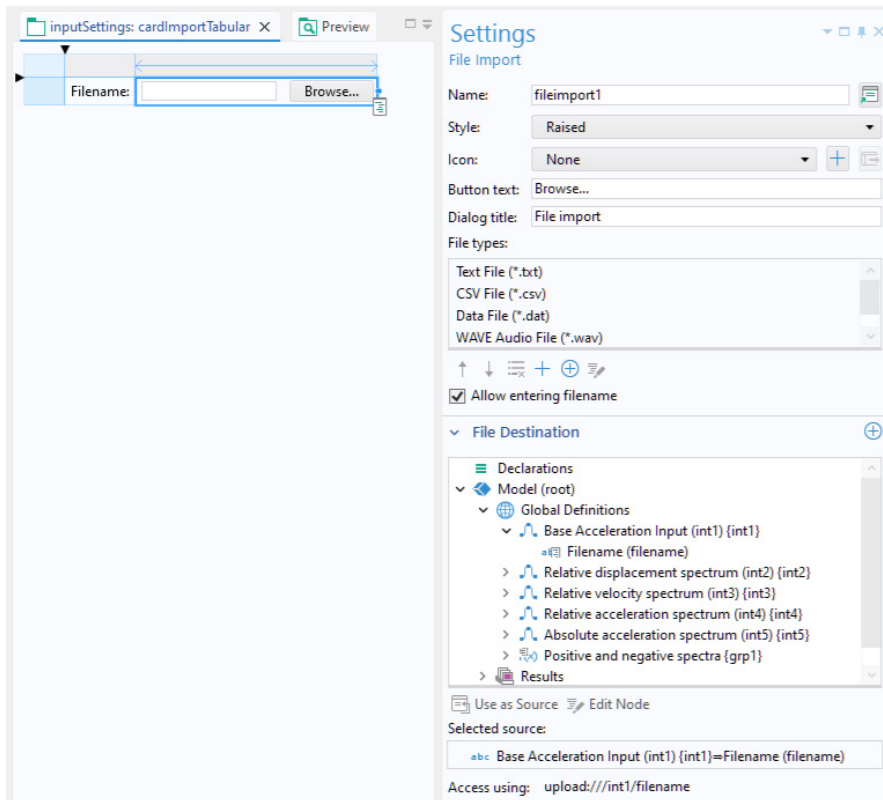 inputSettings: cardImportTabular
Preview
Filename:
Browse...
Settings
File Import
Name:
fileimport1
Style:
Raised
Icon:
None
Button text:
Browse...
Dialog title:
File import
File types:
Text File (*.txt)
CSV File (*.csv)
Data File (*.dat)
WAVE Audio File (*.wav)
Allow entering filename
File Destination
Declarations
Model (root)
Global Definitions
Base Acceleration Input (int1) {int1}
Filename (filename)
Relative displacement spectrum (int2) {int2}
Relative velocity spectrum (int3) {int3}
Relative acceleration spectrum (int4) {int4}
Absolute acceleration spectrum (int5) {int5}
Positive and negative spectra {grp1}
Results
Use as Source Edit Node
Selected source:
abc Base Acceleration Input (int1) {int1}⇒Filename (filename)
Access using: upload:///int1/filename